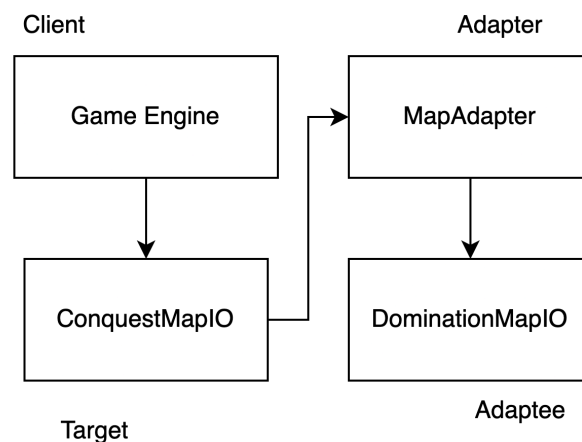 Client
Adapter
Game Engine
MapAdapter
ConquestMapIO
DominationMapIO
Adaptee
Target